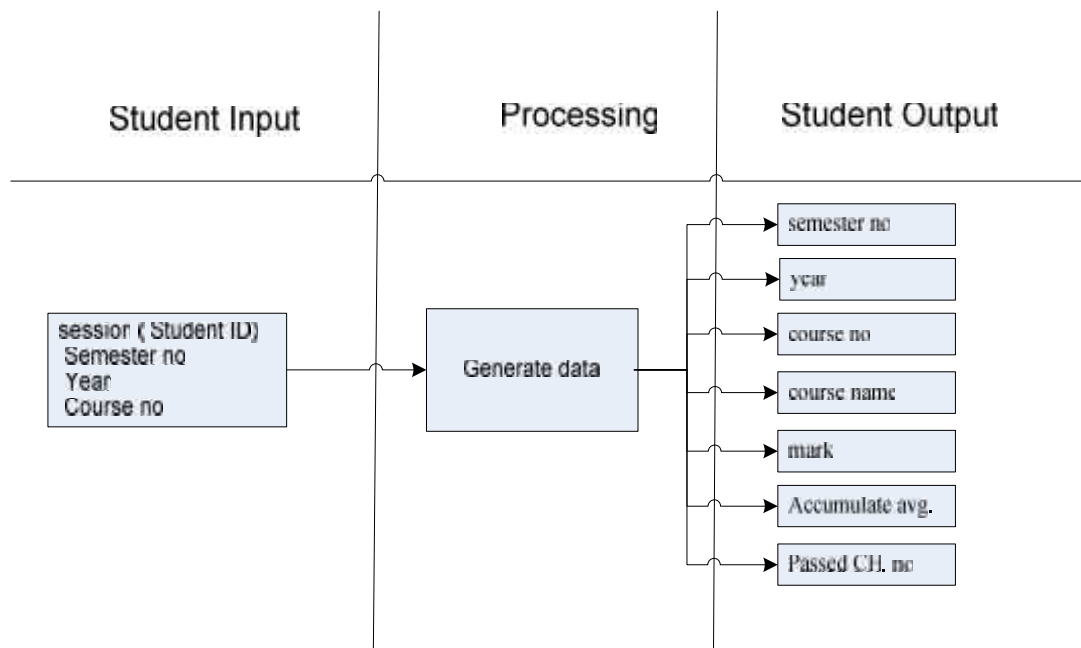 Student Input
Processing
Student Output
session ( Student ID)
Semester no
Year
Course no
Generate data
semester no
year
course no
course name
mark
Accumulate avg.
Passed CH. no